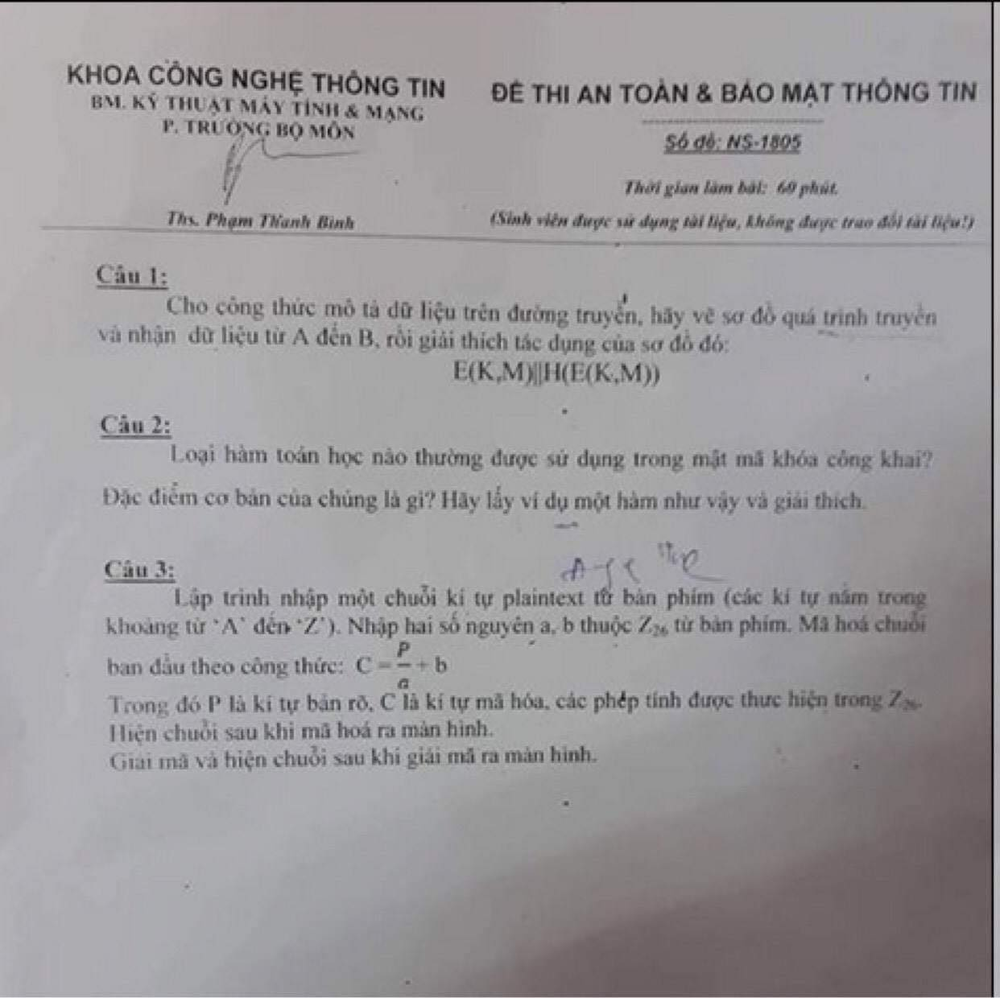 KHOA CÔNG NGHỆ THÔNG TIN
BM. KỸ THUẬT MÁY TÍNH & MẠNG
P. TRƯỞNG BỘ MÔN
Ths. Phạm Thanh Bình
ĐỀ THI AN TOÀN & BẢO MẬT THÔNG TIN
Số đề: NS-1805
Thời gian làm bài: 60 phút.
(Sinh viên được sử dụng tài liệu, không được trao đổi tài liệu!)
Câu 1:
Cho công thức mô tả dữ liệu trên đường truyền, hãy vẽ sơ đồ quá trình truyền
và nhận dữ liệu từ A đến B, rồi giải thích tác dụng của sơ đồ đó:
E(K,M)||H(E(K,M))
Câu 2:
Loại hàm toán học nào thường được sử dụng trong mật mã khóa công khai?
Đặc điểm cơ bản của chúng là gì? Hãy lấy ví dụ một hàm như vậy và giải thích.
Câu 3:
Lập trình nhập một chuỗi kí tự plaintext từ bàn phím (các kí tự nằm trong
khoảng từ 'A' đến 'Z'). Nhập hai số nguyên a, b thuộc Z₂₆ từ bàn phím. Mã hoá chuỗi
ban đầu theo công thức: C = P/a + b
Trong đó P là kí tự bản rõ, C là kí tự mã hóa, các phép tính được thưc hiện trong Z₂₆.
Hiện chuỗi sau khi mã hoá ra màn hình.
Giải mã và hiện chuỗi sau khi giải mã ra màn hình.